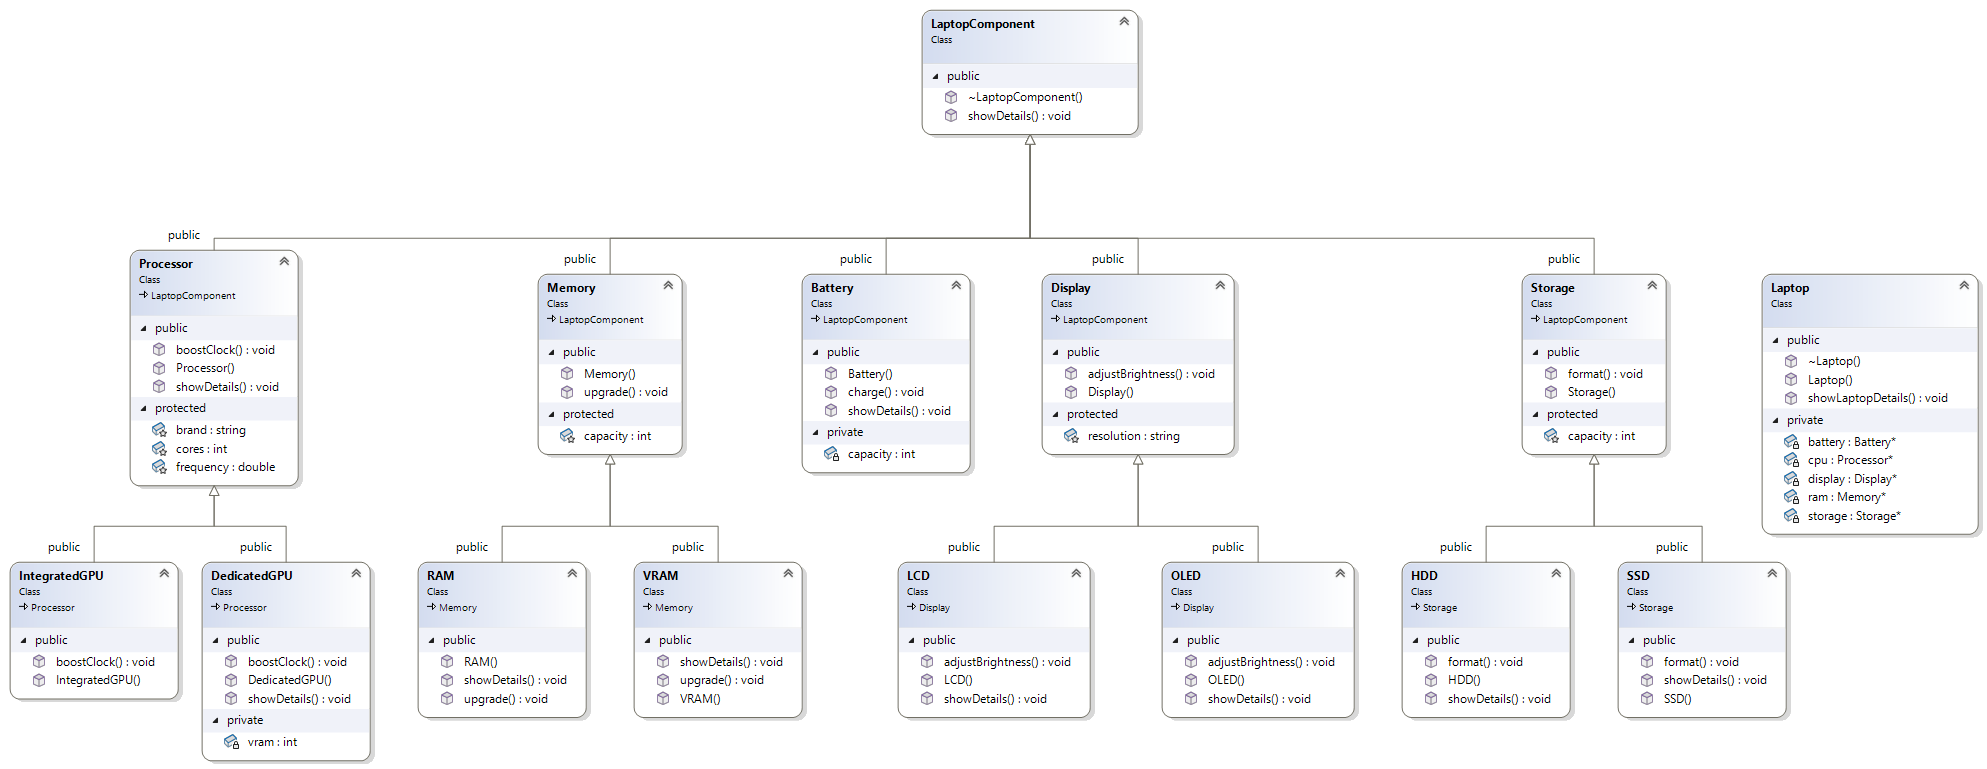 LaptopComponent
Class
public
~LaptopComponent()
showDetails() : void
public
Processor
Class
LaptopComponent
public
boostClock() : void
Processor()
showDetails() : void
protected
brand : string
cores : int
frequency : double
public
Memory
Class
LaptopComponent
public
Memory()
upgrade() : void
protected
capacity : int
public
Battery
Class
LaptopComponent
public
Battery()
charge() : void
showDetails() : void
private
capacity : int
public
Display
Class
LaptopComponent
public
adjustBrightness() : void
Display()
protected
resolution : string
public
Storage
Class
LaptopComponent
public
format() : void
Storage()
protected
capacity : int
Laptop
Class
public
~Laptop()
Laptop()
showLaptopDetails() : void
private
battery : Battery*
cpu : Processor*
display : Display*
ram : Memory*
storage : Storage*
public
IntegratedGPU
Class
Processor
public
boostClock() : void
IntegratedGPU()
public
DedicatedGPU
Class
Processor
public
boostClock() : void
DedicatedGPU()
showDetails() : void
private
vram : int
public
RAM
Class
Memory
public
RAM()
showDetails() : void
upgrade() : void
public
VRAM
Class
Memory
public
showDetails() : void
upgrade() : void
VRAM()
public
LCD
Class
Display
public
adjustBrightness() : void
LCD()
showDetails() : void
public
OLED
Class
Display
public
adjustBrightness() : void
OLED()
showDetails() : void
public
HDD
Class
Storage
public
format() : void
HDD()
showDetails() : void
public
SSD
Class
Storage
public
format() : void
showDetails() : void
SSD()